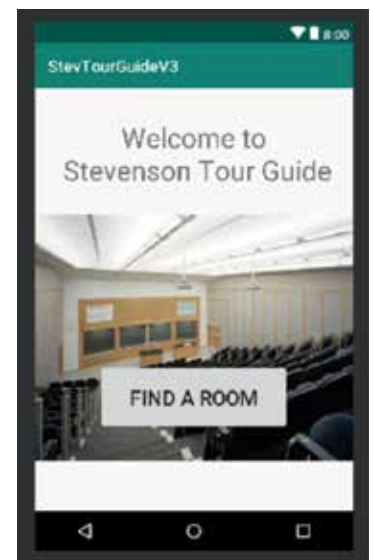 8:00
StevTourGuideV3
Welcome to
Stevenson Tour Guide
FIND A ROOM